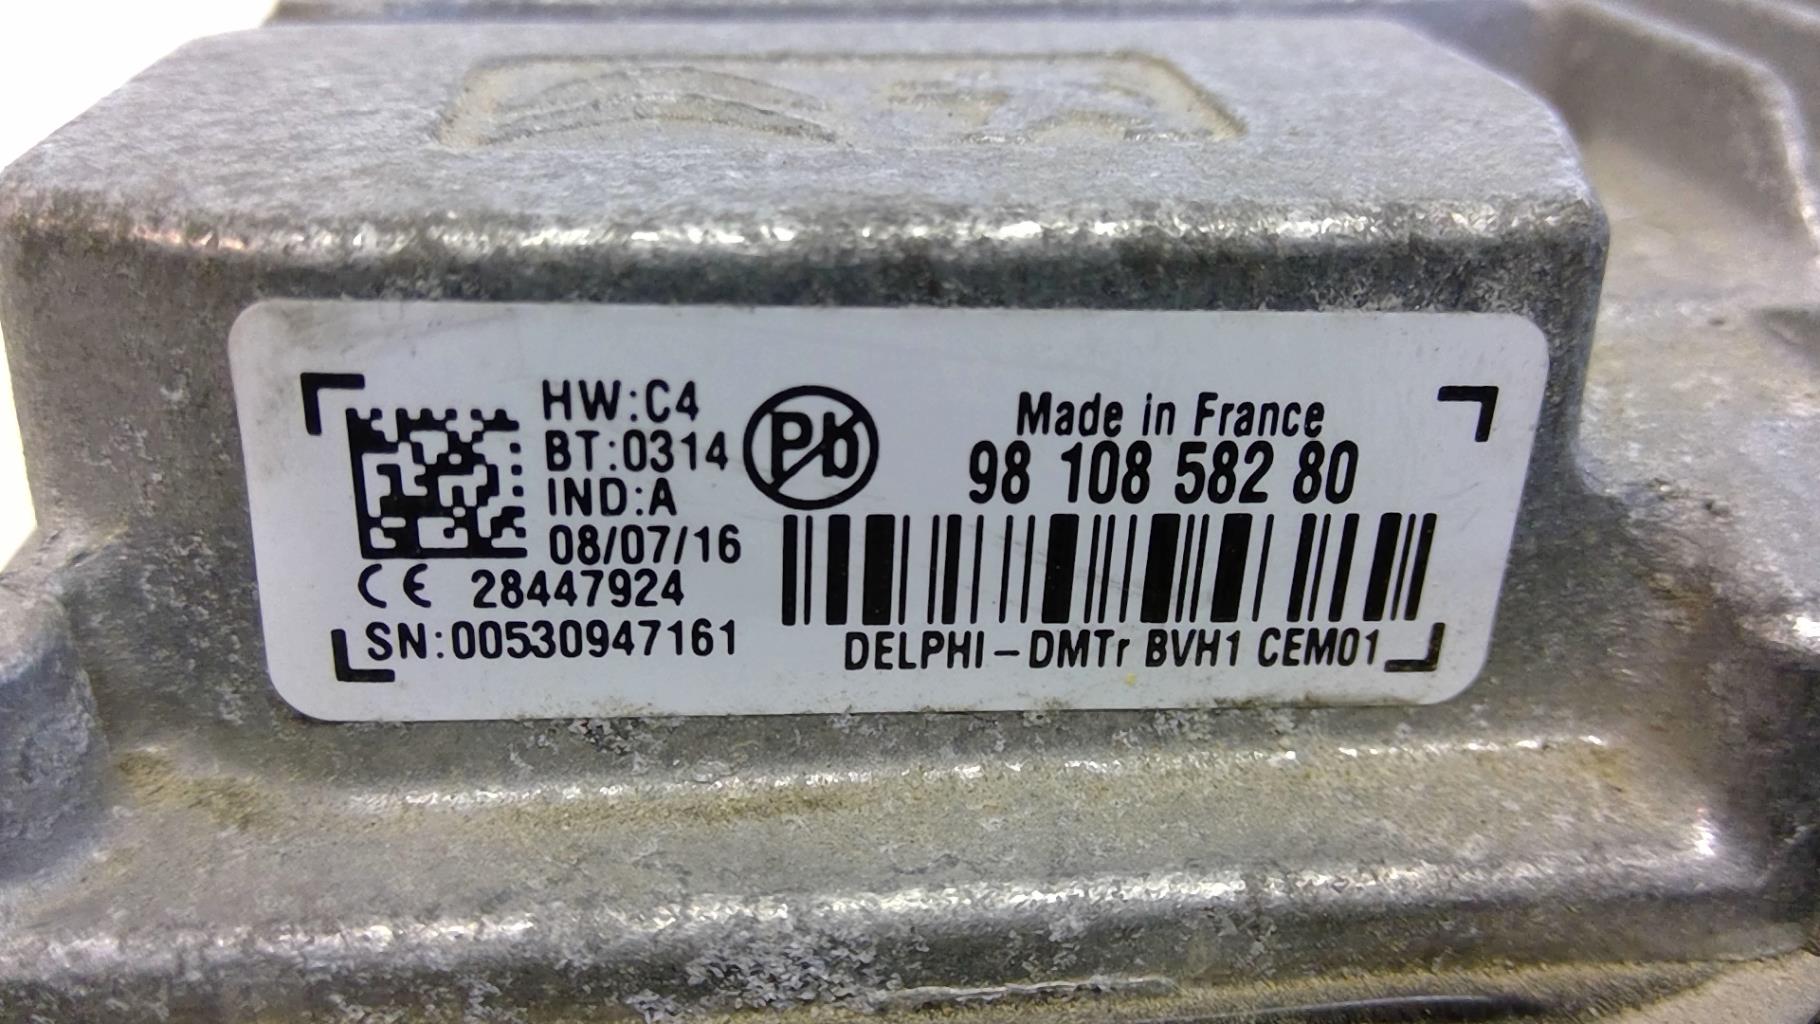 HW:C4
BT:0314
IND:A
08/07/16
CE 28447924
SN:00530947161
Pb
Made in France
98 108 582 80
DELPHI-DMTr BVH1 CEM01